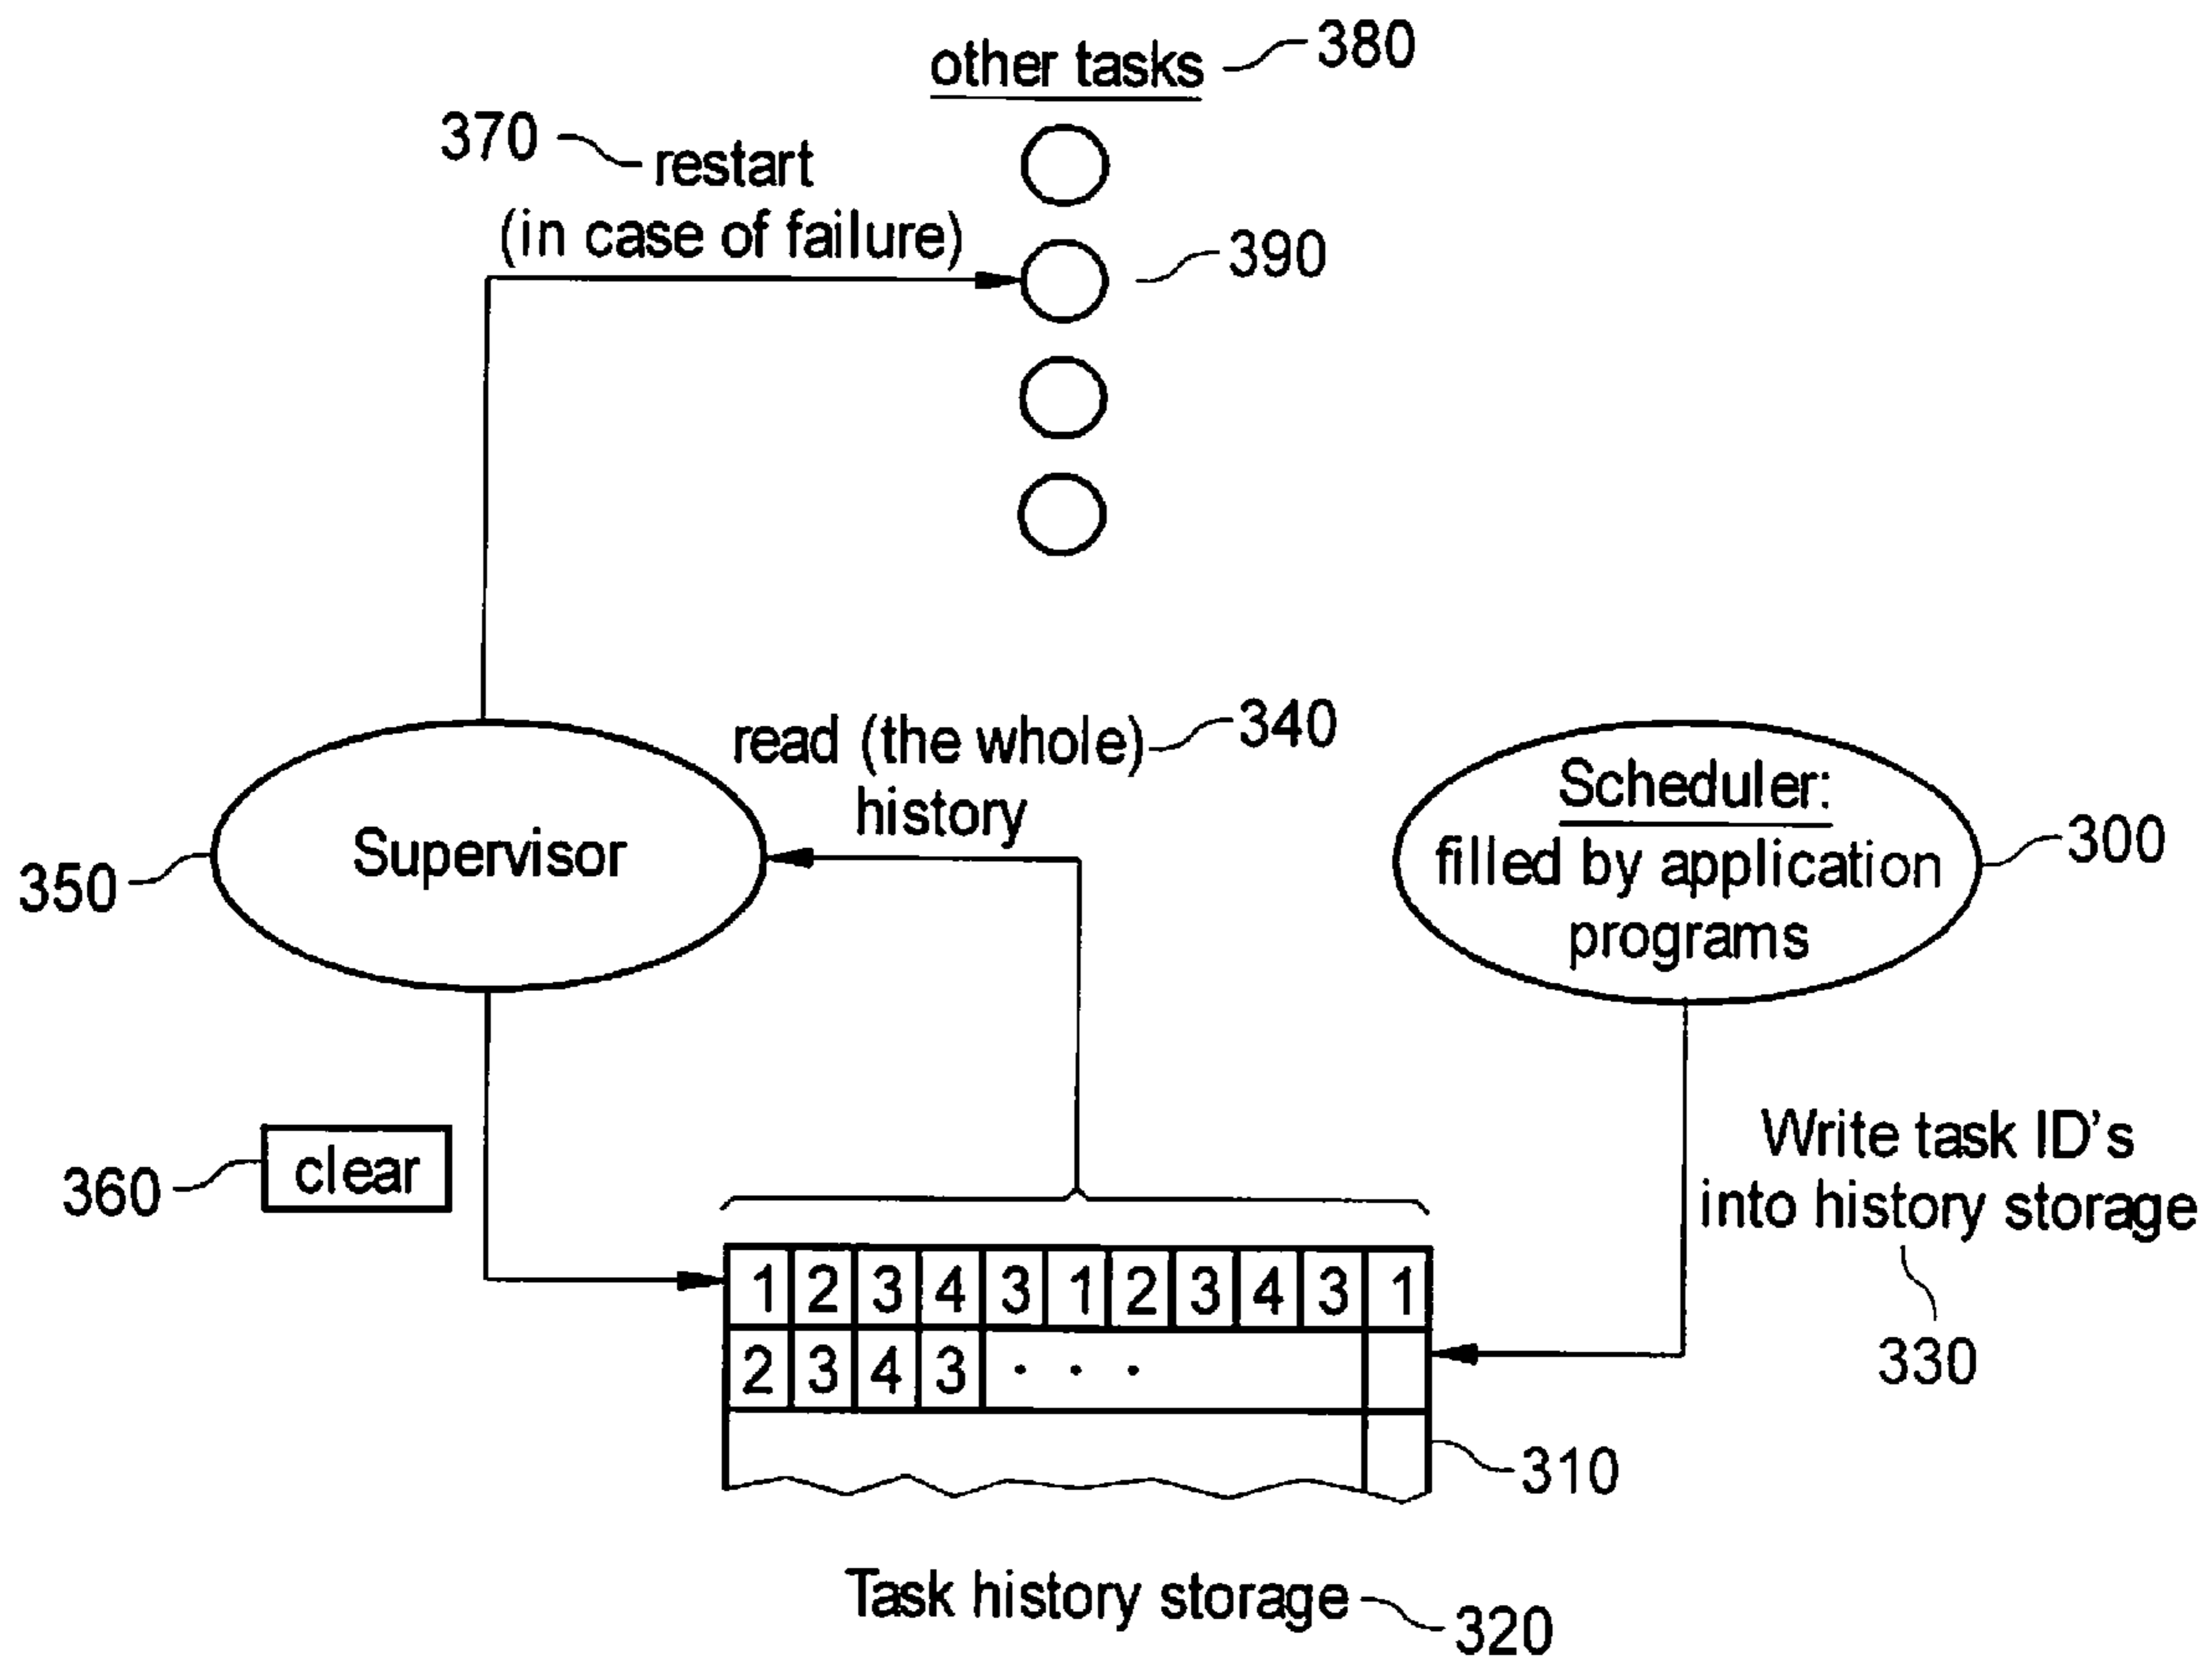 other tasks
380
370
restart
(in case of failure)
390
read (the whole)
history
340
Scheduler:
filled by application
programs
300
Supervisor
350
clear
360
Write task ID's
into history storage
330
1 2 3 4 3 1 2 3 4 3 1
2 3 4 3 . . .
310
Task history storage
320